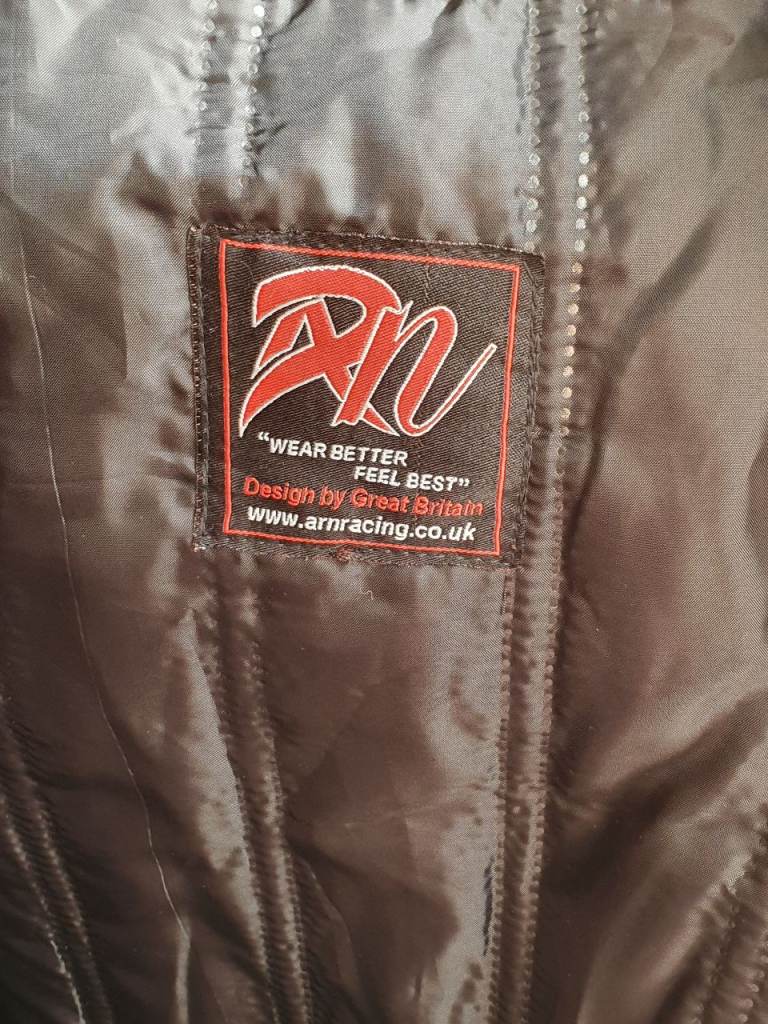 ARN
“WEAR BETTER
FEEL BEST”
Design by Great Britain
www.arnracing.co.uk